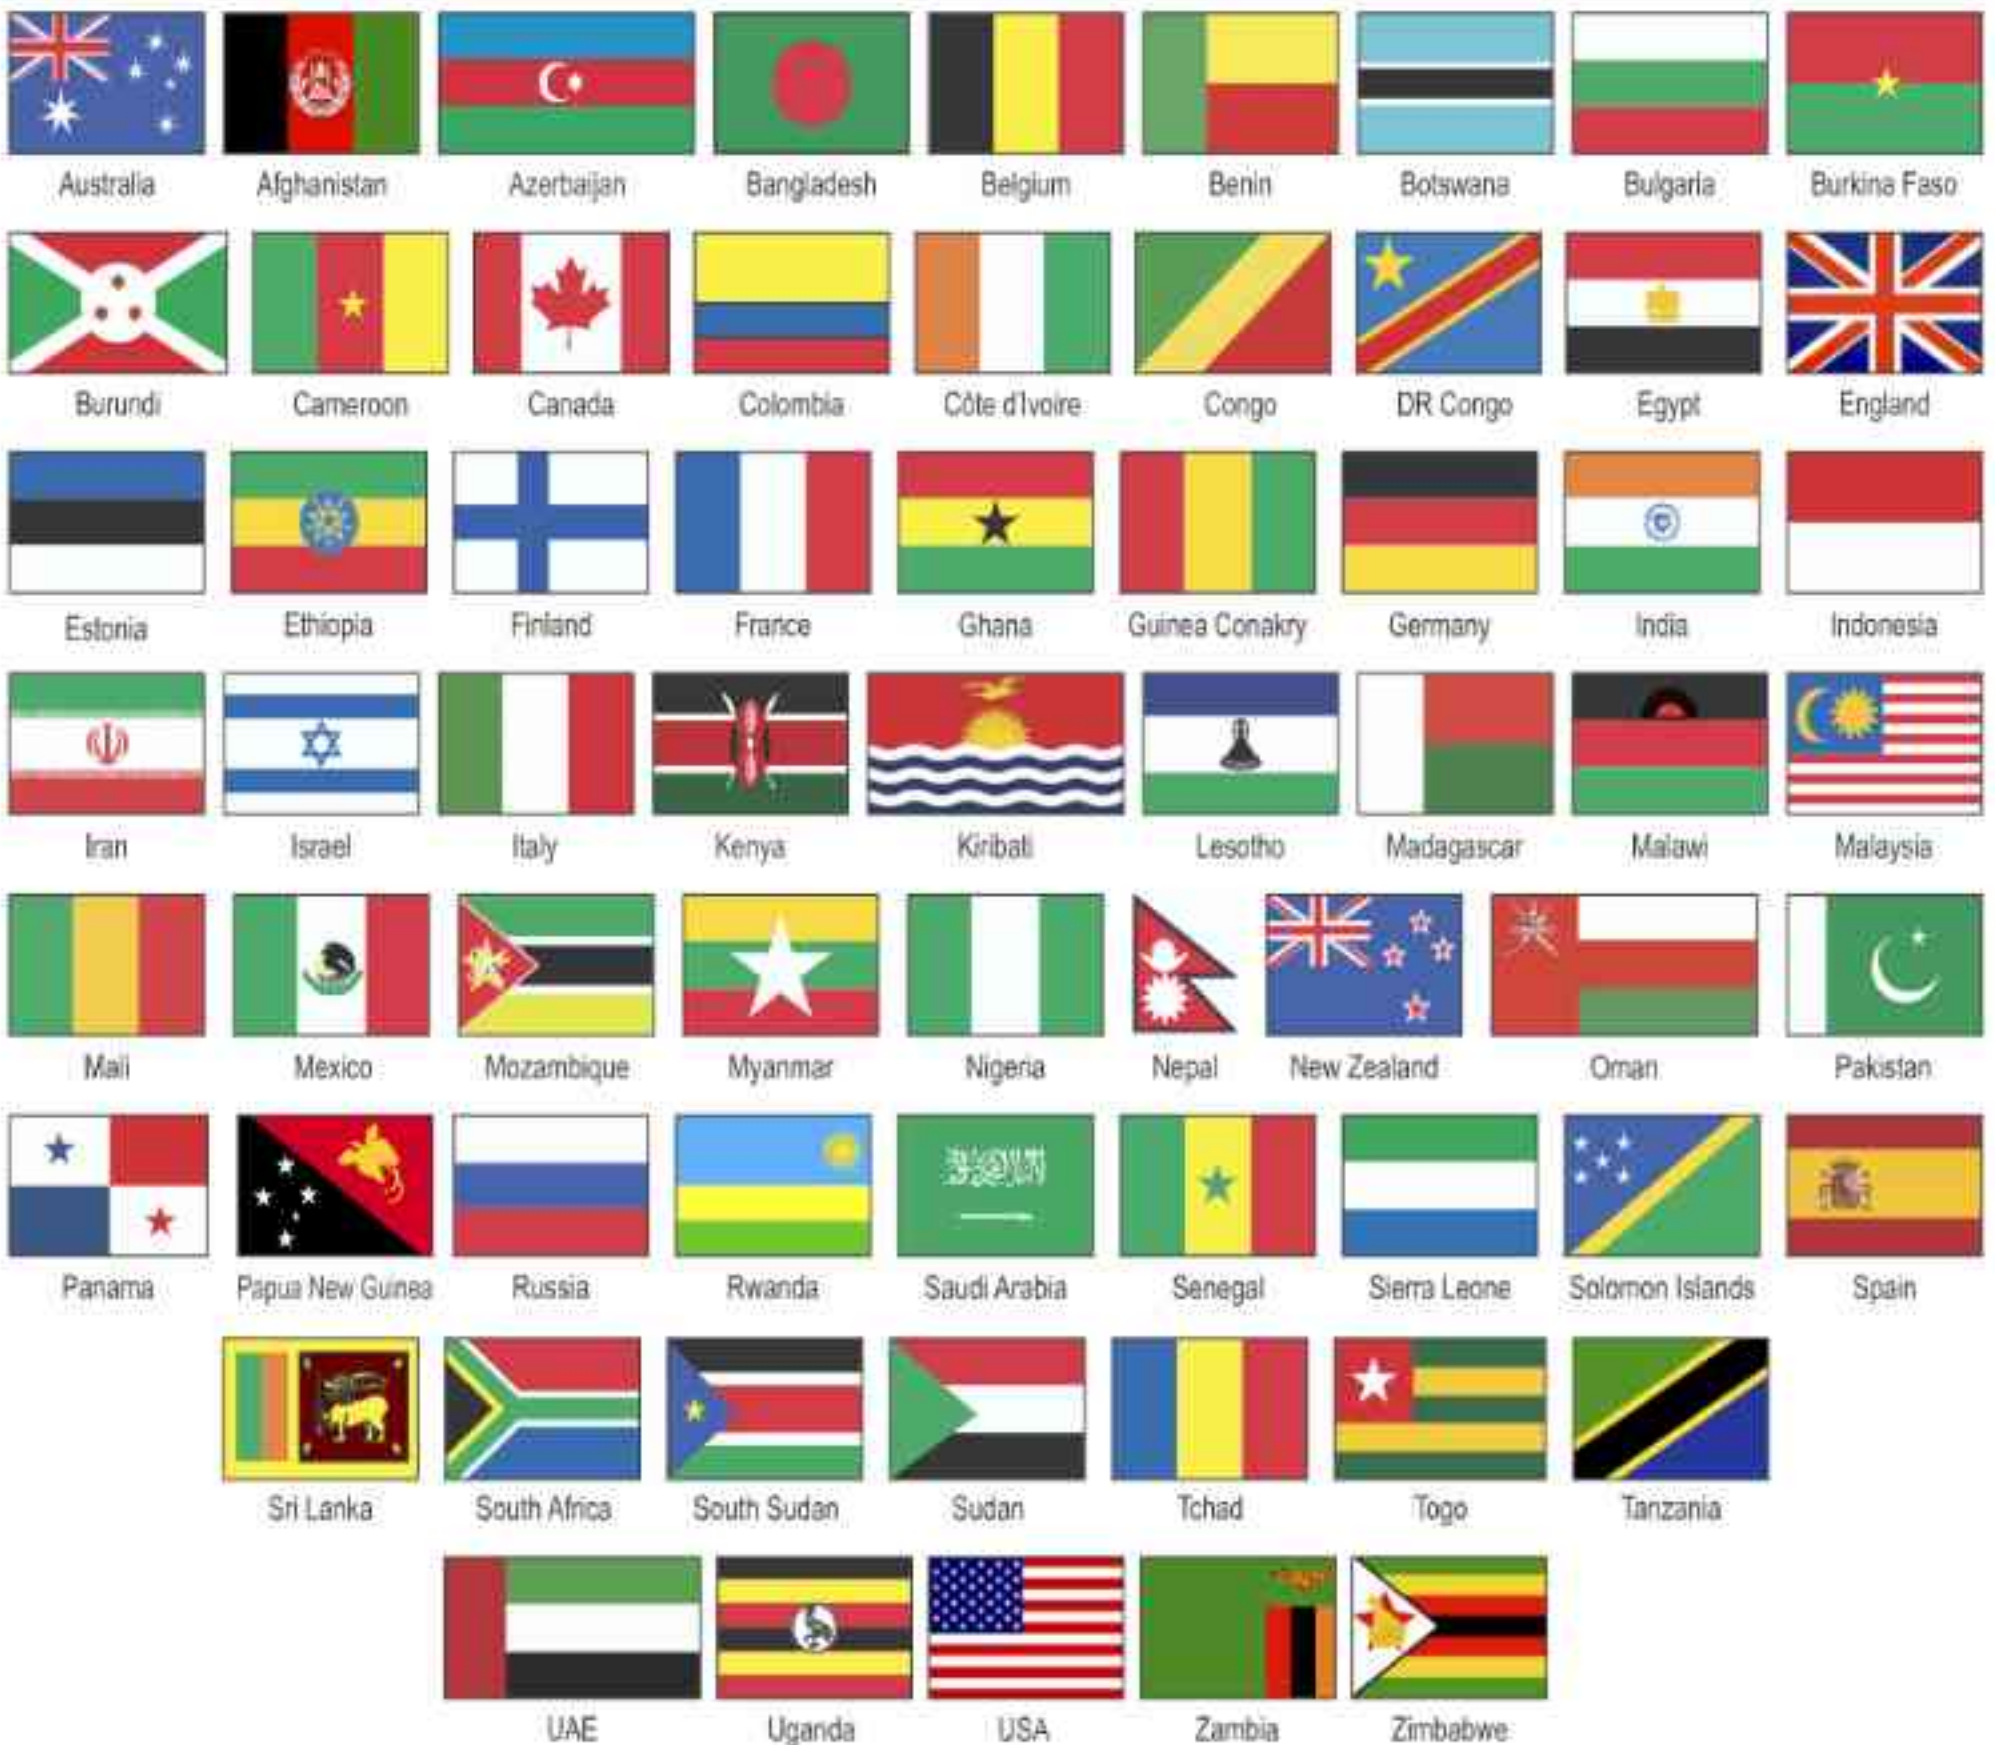 Australia Afghanistan Azerbaijan Bangladesh Belgium Benin Botswana Bulgaria Burkina Faso
Burundi Cameroon Canada Colombia Côte d'Ivoire Congo DR Congo Egypt England
Estonia Ethiopia Finland France Ghana Guinea Conakry Germany India Indonesia
Iran Israel Italy Kenya Kiribati Lesotho Madagascar Malawi Malaysia
Mali Mexico Mozambique Myanmar Nigeria Nepal New Zealand Oman Pakistan
Panama Papua New Guinea Russia Rwanda Saudi Arabia Senegal Sierra Leone Solomon Islands Spain
Sri Lanka South Africa South Sudan Sudan Tchad Togo Tanzania
UAE Uganda USA Zambia Zimbabwe